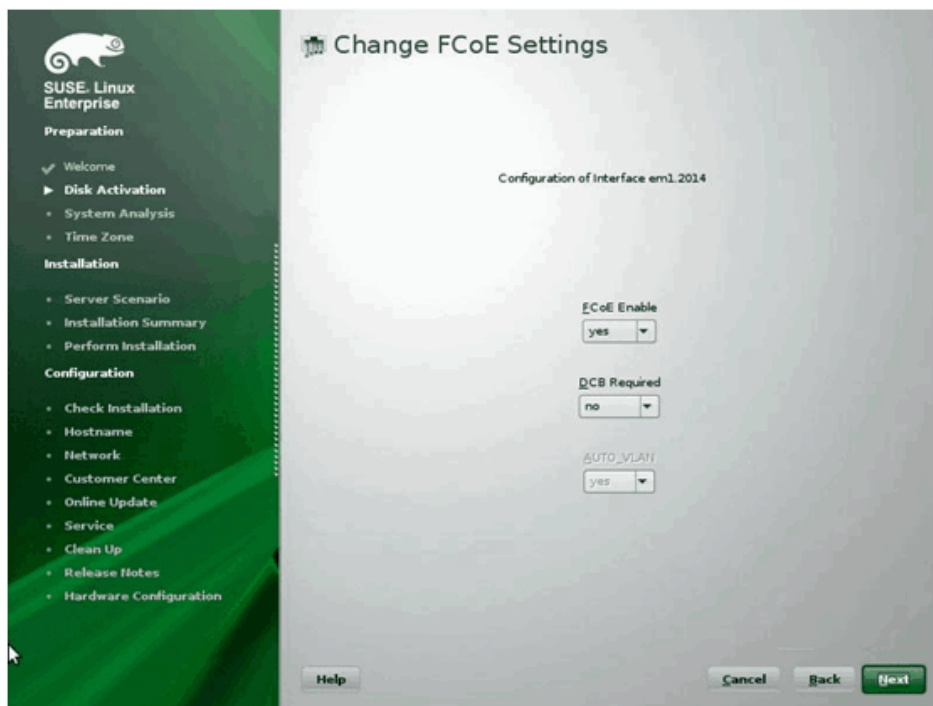 SUSE. Linux
Enterprise
Preparation
Welcome
Disk Activation
System Analysis
Time Zone
Installation
Server Scenario
Installation Summary
Perform Installation
Configuration
Check Installation
Hostname
Network
Customer Center
Online Update
Service
Clean Up
Release Notes
Hardware Configuration
Change FCoE Settings
Configuration of Interface em1.2014
FCoE Enable
yes
DCB Required
no
AUTO_VLAN
yes
Help
Cancel
Back
Next